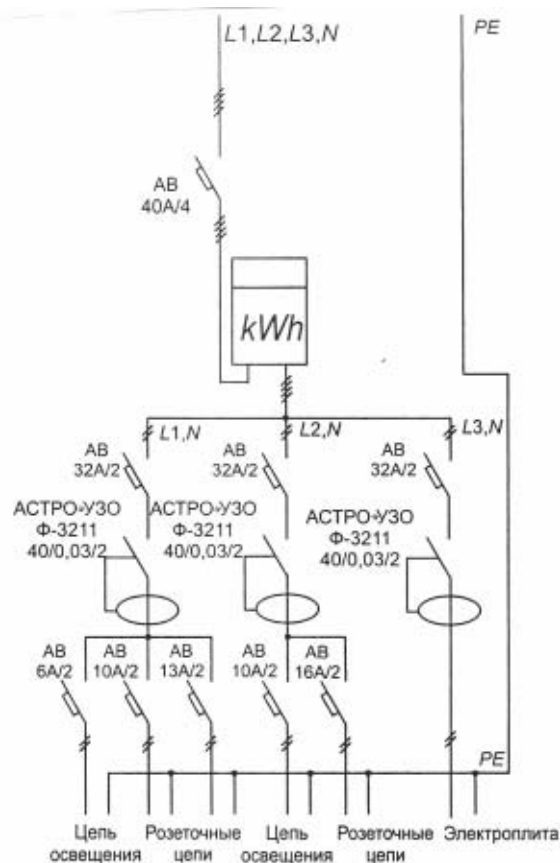 L1,L2,L3,N
PE
АВ
40А/4
kWh
L1,N
L2,N
L3,N
АВ
32А/2
АВ
32А/2
АВ
32А/2
АСТРО*УЗО
Ф-3211
40/0,03/2
АСТРО*УЗО
Ф-3211
40/0,03/2
АСТРО*УЗО
Ф-3211
40/0,03/2
АВ
6А/2
АВ
10А/2
АВ
13А/2
АВ
10А/2
АВ
16А/2
PE
Цепь
освещения
Розеточные
цепи
Цепь
освещения
Розеточные
цепи
Электроплита